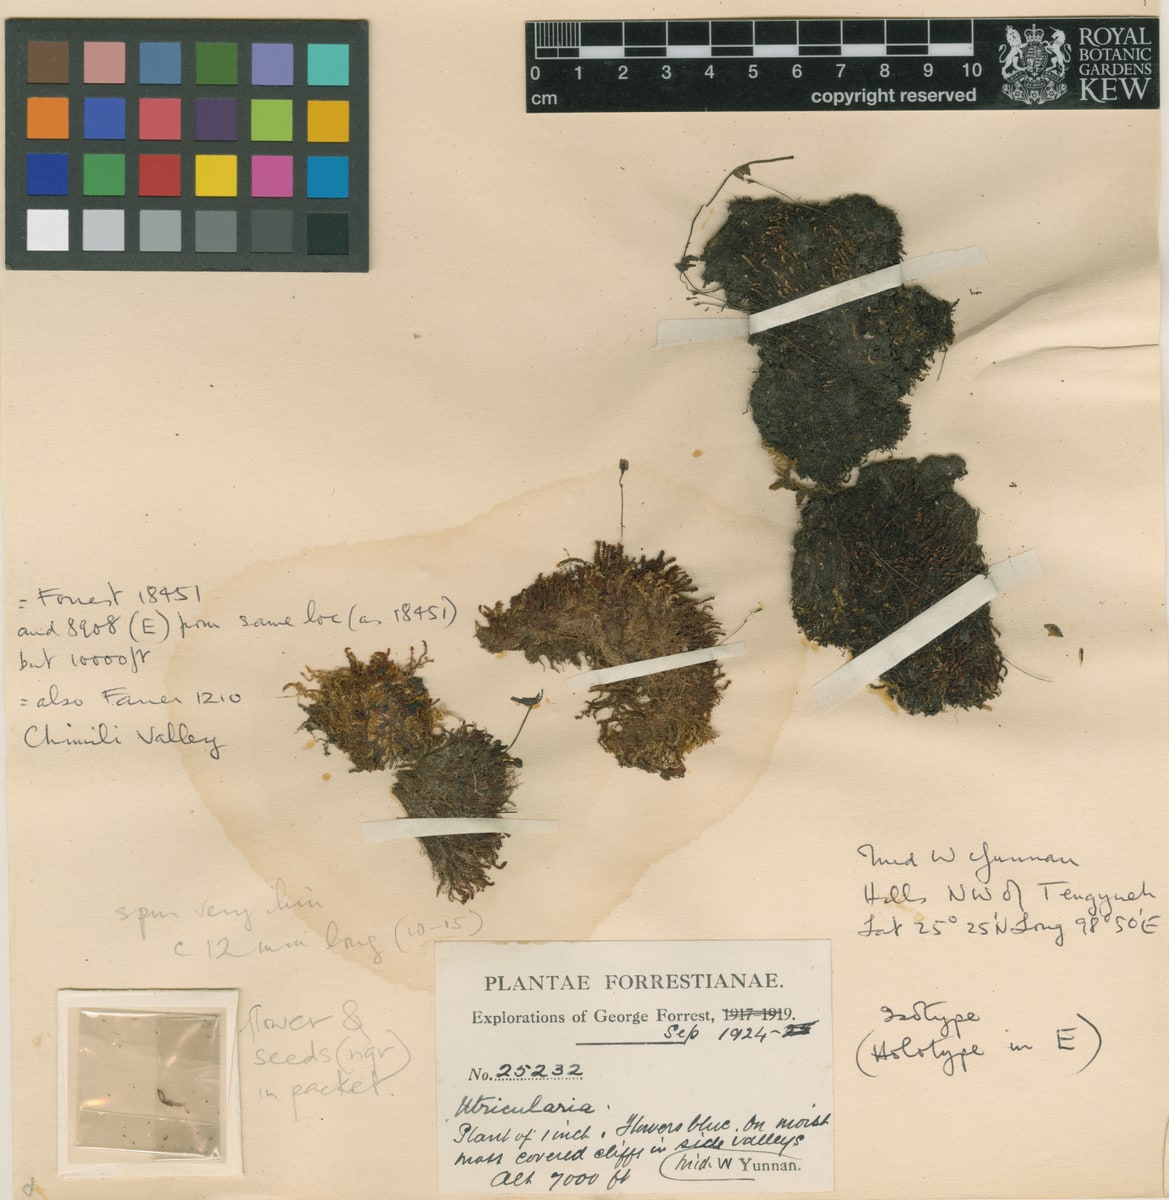 0 1 2 3 4 5 6 7 8 9 10
cm
copyright reserved
ROYAL
BOTANIC
GARDENS
KEW
= Forrest 18451
and 8908 (E) from same loc (as 18451)
but 10000 ft
= also Farrer 1210
Chimili Valley
spur very thin
c 12 mm long (10-15)
flower &
seeds (ngr)
in packet.
Mid W Yunnan
Hills NW of Tengyueh
Lat 25° 25'N Long 98° 50'E
Isotype
(Holotype in E)
PLANTAE FORRESTIANAE.
Explorations of George Forrest, 1917-1919.
Sep 1924-25
No. 25232
Utricularia.
Plant of 1 inch. Flowers blue. On moist
moss covered cliffs in side valleys
Alt 7000 ft (mid. W Yunnan.